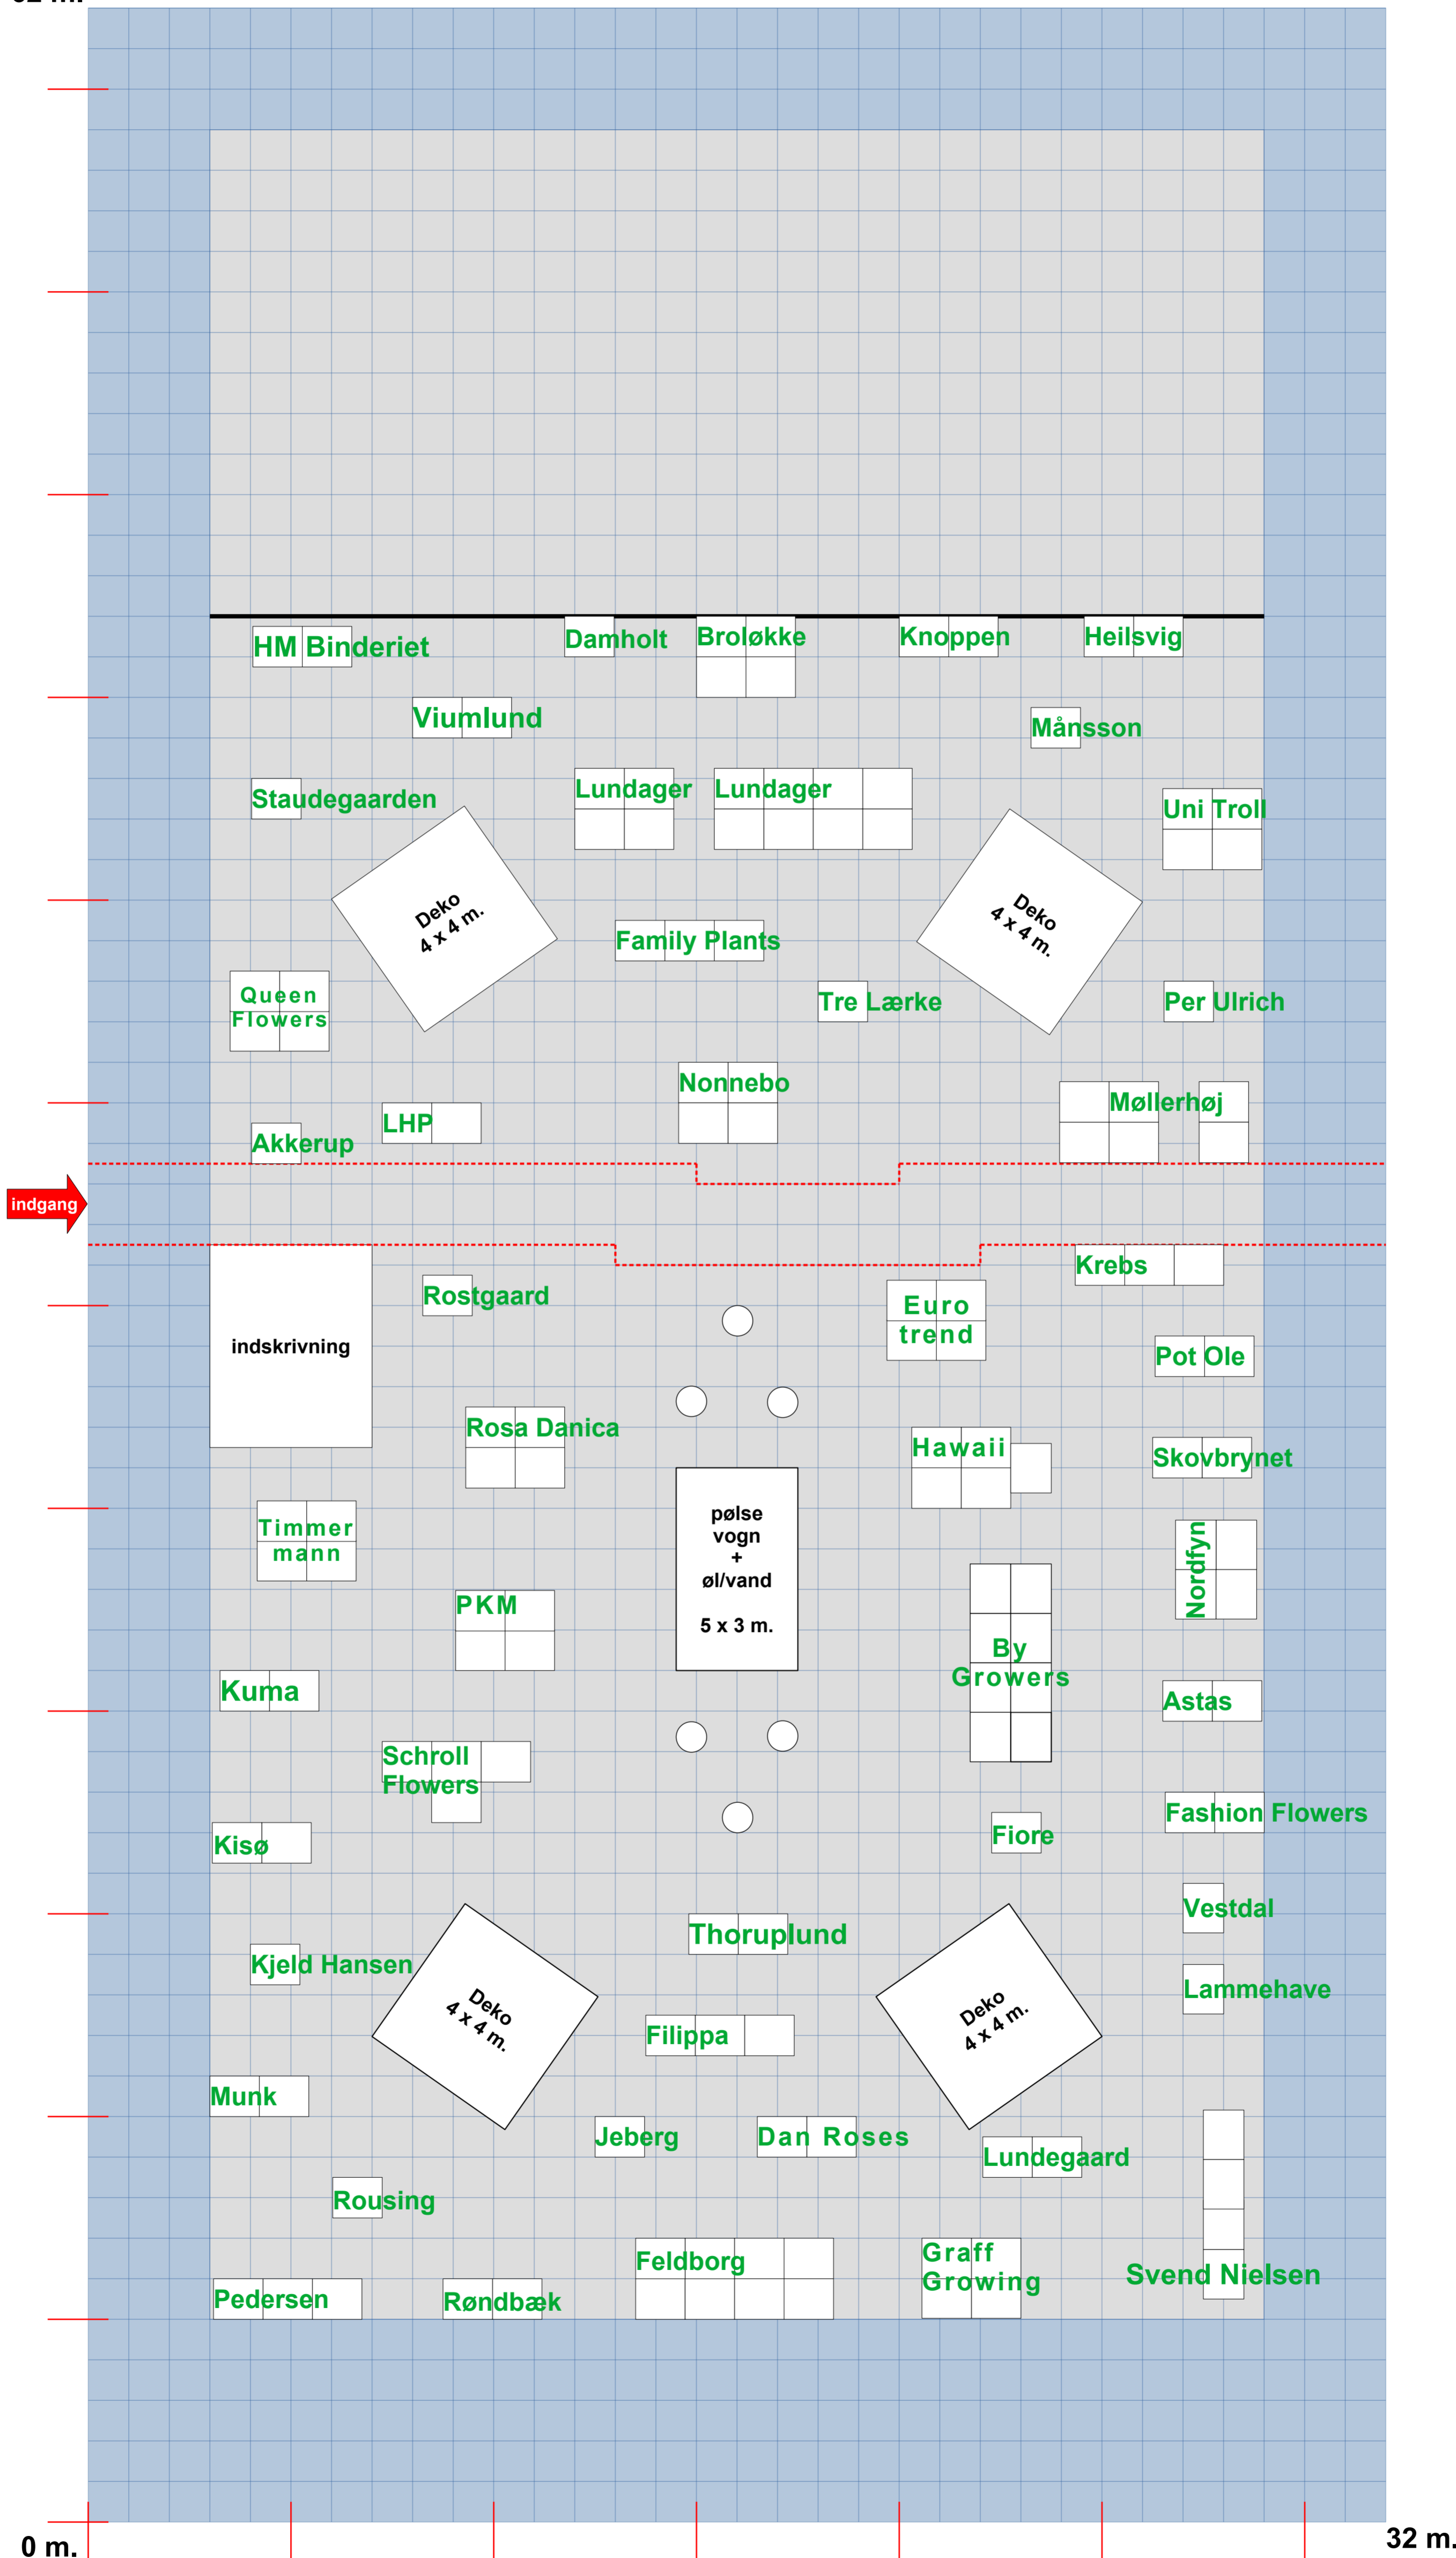 HM Binderiet
Damholt
Broløkke
Knoppen
Heilsvig
Viumlund
Månsson
Staudegaarden
Lundager
Lundager
Uni Troll
Deko
4 x 4 m.
Deko
4 x 4 m.
Family Plants
Queen
Flowers
Tre Lærke
Per Ulrich
Nonnebo
Møllerhøj
LHP
Akkerup
indgang
Krebs
Rostgaard
Euro
trend
indskrivning
Pot Ole
Rosa Danica
Hawaii
Skovbrynet
pølse
vogn
+
øl/vand
5 x 3 m.
Timmer
mann
Nordfyn
PKM
By
Growers
Kuma
Astas
Schroll
Flowers
Fashion Flowers
Fiore
Kisø
Vestdal
Thoruplund
Kjeld Hansen
Lammehave
Deko
4 x 4 m.
Deko
4 x 4 m.
Filippa
Munk
Jeberg
Dan Roses
Lundegaard
Rousing
Feldborg
Graff
Growing
Svend Nielsen
Pedersen
Røndbæk
0 m.
32 m.